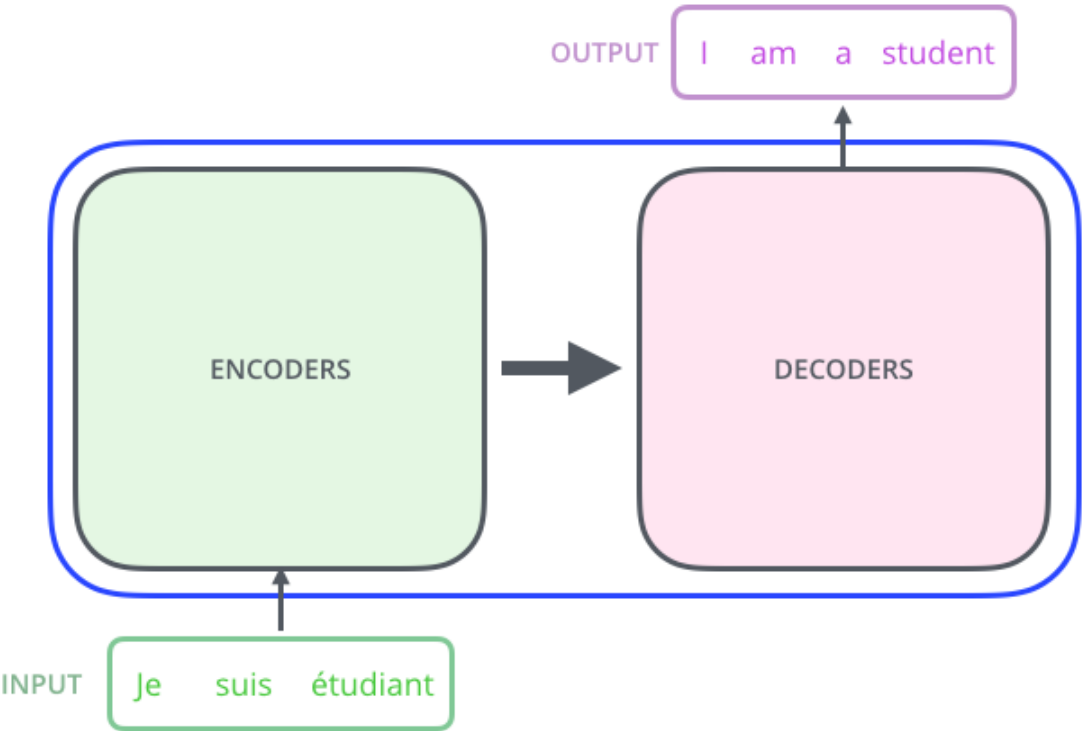 OUTPUT I am a student
ENCODERS DECODERS
INPUT Je suis étudiant